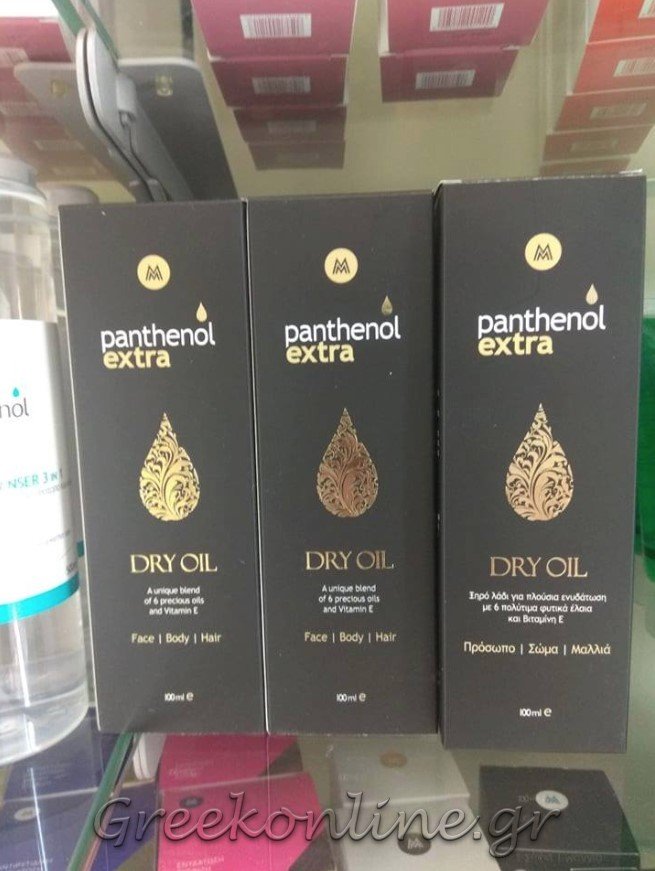 panthenol
extra
DRY OIL
A unique blend
of 6 precious oils
and Vitamin E
Face | Body | Hair
100ml e
panthenol
extra
DRY OIL
A unique blend
of 6 precious oils
and Vitamin E
Face | Body | Hair
100ml e
panthenol
extra
DRY OIL
Ξηρό λάδι για πλούσια ενυδάτωση
με 6 πολύτιμα φυτικά έλαια
και Βιταμίνη Ε
Πρόσωπο | Σώμα | Μαλλιά
100ml e
nol
NSER 3 in 1
Greekonline.gr